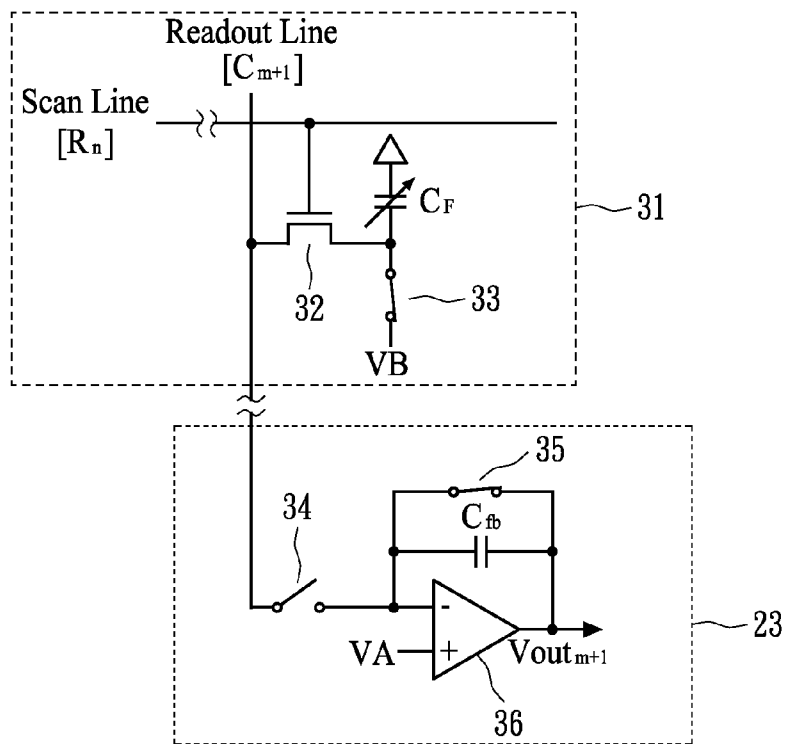 Readout Line
[Cm+1]
Scan Line
[Rn]
CF
31
32
33
VB
35
34
Cfb
-
VA
+
Voutm+1
23
36